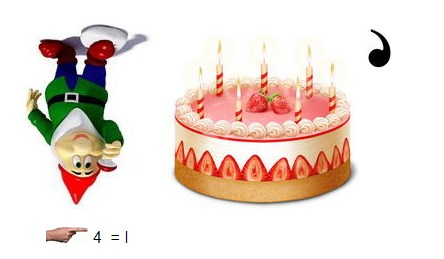 ,
4 = l